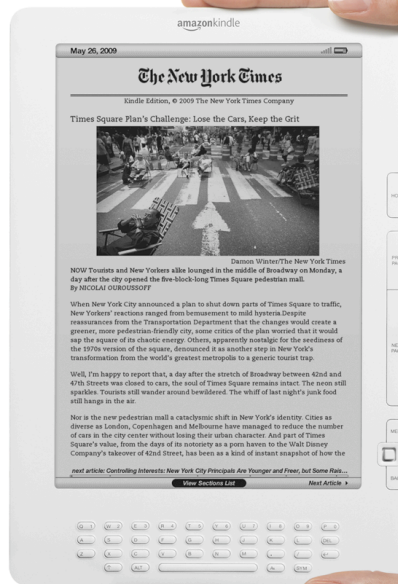 amazonkindle
May 26, 2009
The New York Times
Kindle Edition, © 2009 The New York Times Company
Times Square Plan's Challenge: Lose the Cars, Keep the Grit
Damon Winter/The New York Times
NOW Tourists and New Yorkers alike lounged in the middle of Broadway on Monday, a
day after the city opened the five-block-long Times Square pedestrian mall.
By NICOLAI OUROUSSOFF
When New York City announced a plan to shut down parts of Times Square to traffic,
New Yorkers' reactions ranged from bemusement to mild hysteria.Despite
reassurances from the Transportation Department that the changes would create a
greener, more pedestrian-friendly city, some critics of the plan worried that it would
sap the square of its chaotic energy. Others, apparently nostalgic for the seediness of
the 1970s version of the square, denounced it as another step in New York's
transformation from the world's greatest metropolis to a generic tourist trap.
Well, I'm happy to report that, a day after the stretch of Broadway between 42nd and
47th Streets was closed to cars, the soul of Times Square remains intact. The neon still
sparkles. Tourists still wander around bewildered. The whiff of last night's junk food
still hangs in the air.
Nor is the new pedestrian mall a cataclysmic shift in New York's identity. Cities as
diverse as London, Copenhagen and Melbourne have managed to reduce the number
of cars in the city center without losing their urban character. And part of Times
Square's value, from the days of its notoriety as a porn haven to the Walt Disney
Company's takeover of 42nd Street, has been as a kind of instant snapshot of how the
next article: Controlling Interests: New York City Principals Are Younger and Freer, but Some Rais...
View Sections List
Next Article
Q 1 W 2 E 3 R 4 T 5 Y 6 U 7 I 8 O 9 P 0
A S D F G H J K L DEL
Z X C V B N M
ALT SYM